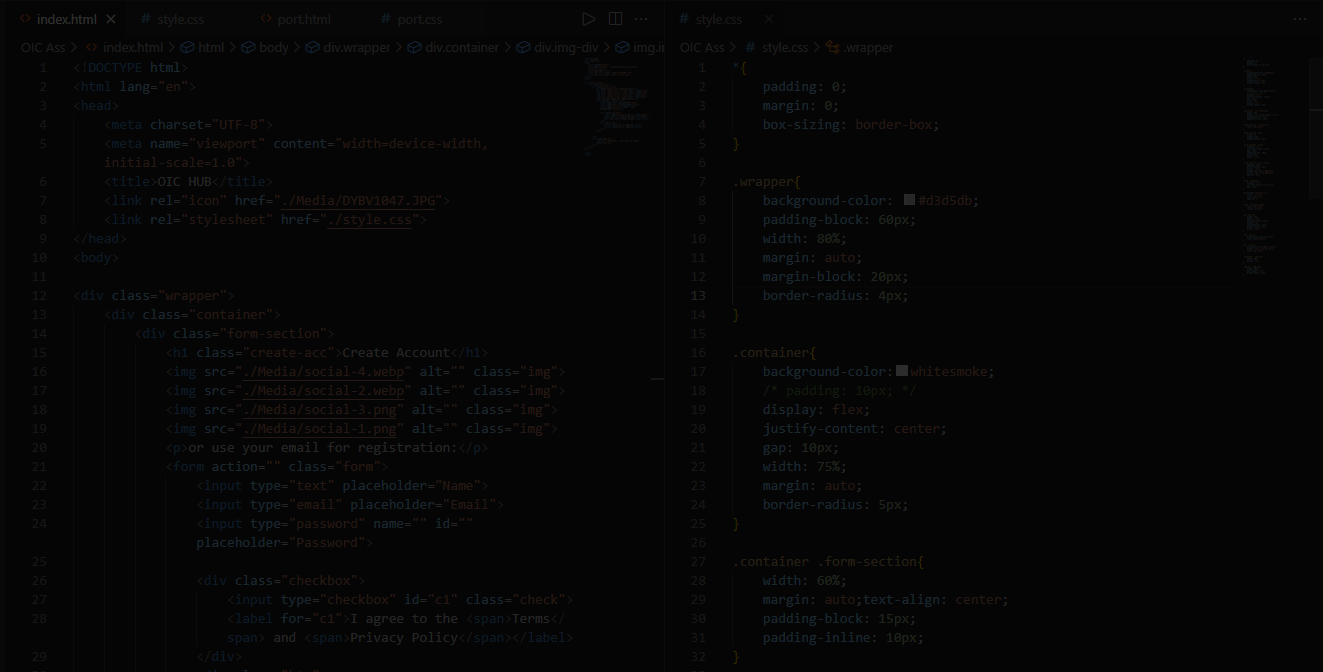 index.html
style.css
port.html
port.css
OIC Ass > index.html > html > body > div.wrapper > div.container > div.img-div > img.i
1 <!DOCTYPE html>
2 <html lang="en">
3 <head>
4 <meta charset="UTF-8">
5 <meta name="viewport" content="width=device-width,
initial-scale=1.0">
6 <title>OIC HUB</title>
7 <link rel="icon" href="./Media/DYBV1047.JPG">
8 <link rel="stylesheet" href="./style.css">
9 </head>
10 <body>
11
12 <div class="wrapper">
13 <div class="container">
14 <div class="form-section">
15 <h1 class="create-acc">Create Account</h1>
16 <img src="./Media/social-4.webp" alt="" class="img">
17 <img src="./Media/social-2.webp" alt="" class="img">
18 <img src="./Media/social-3.png" alt="" class="img">
19 <img src="./Media/social-1.png" alt="" class="img">
20 <p>or use your email for registration:</p>
21 <form action="" class="form">
22 <input type="text" placeholder="Name">
23 <input type="email" placeholder="Email">
24 <input type="password" name="" id=""
placeholder="Password">
25
26 <div class="checkbox">
27 <input type="checkbox" id="c1" class="check">
28 <label for="c1">I agree to the <span>Terms</
span> and <span>Privacy Policy</span></label>
29 </div>
style.css
OIC Ass > style.css > .wrapper
1 *{
2 padding: 0;
3 margin: 0;
4 box-sizing: border-box;
5 }
6
7 .wrapper{
8 background-color: #d3d5db;
9 padding-block: 60px;
10 width: 80%;
11 margin: auto;
12 margin-block: 20px;
13 border-radius: 4px;
14 }
15
16 .container{
17 background-color: whitesmoke;
18 /* padding: 10px; */
19 display: flex;
20 justify-content: center;
21 gap: 10px;
22 width: 75%;
23 margin: auto;
24 border-radius: 5px;
25 }
26
27 .container .form-section{
28 width: 60%;
29 margin: auto;text-align: center;
30 padding-block: 15px;
31 padding-inline: 10px;
32 }